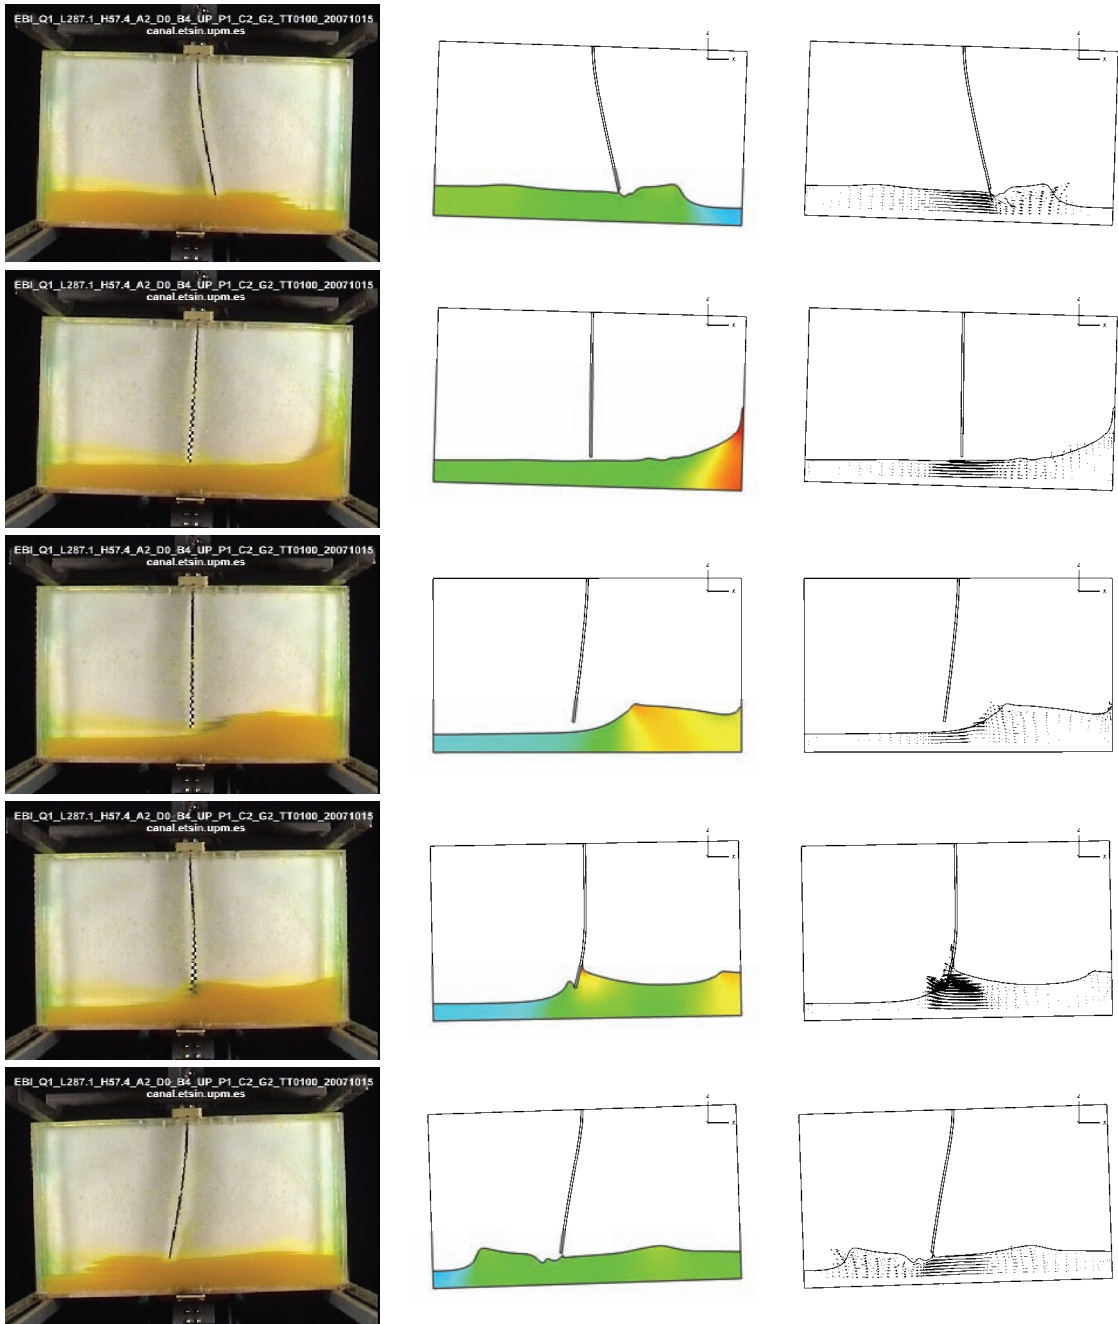 EBI_Q1_L287.1_H57.4_A2_D0_B4_UP_P1_C2_G2_TT0100_20071015
canal.etsin.upm.es
z
x
z
x
EBI_Q1_L287.1_H57.4_A2_D0_B4_UP_P1_C2_G2_TT0100_20071015
canal.etsin.upm.es
z
x
z
x
EBI_Q1_L287.1_H57.4_A2_D0_B4_UP_P1_C2_G2_TT0100_20071015
canal.etsin.upm.es
z
x
z
x
EBI_Q1_L287.1_H57.4_A2_D0_B4_UP_P1_C2_G2_TT0100_20071015
canal.etsin.upm.es
z
x
z
x
EBI_Q1_L287.1_H57.4_A2_D0_B4_UP_P1_C2_G2_TT0100_20071015
canal.etsin.upm.es
z
x
z
x